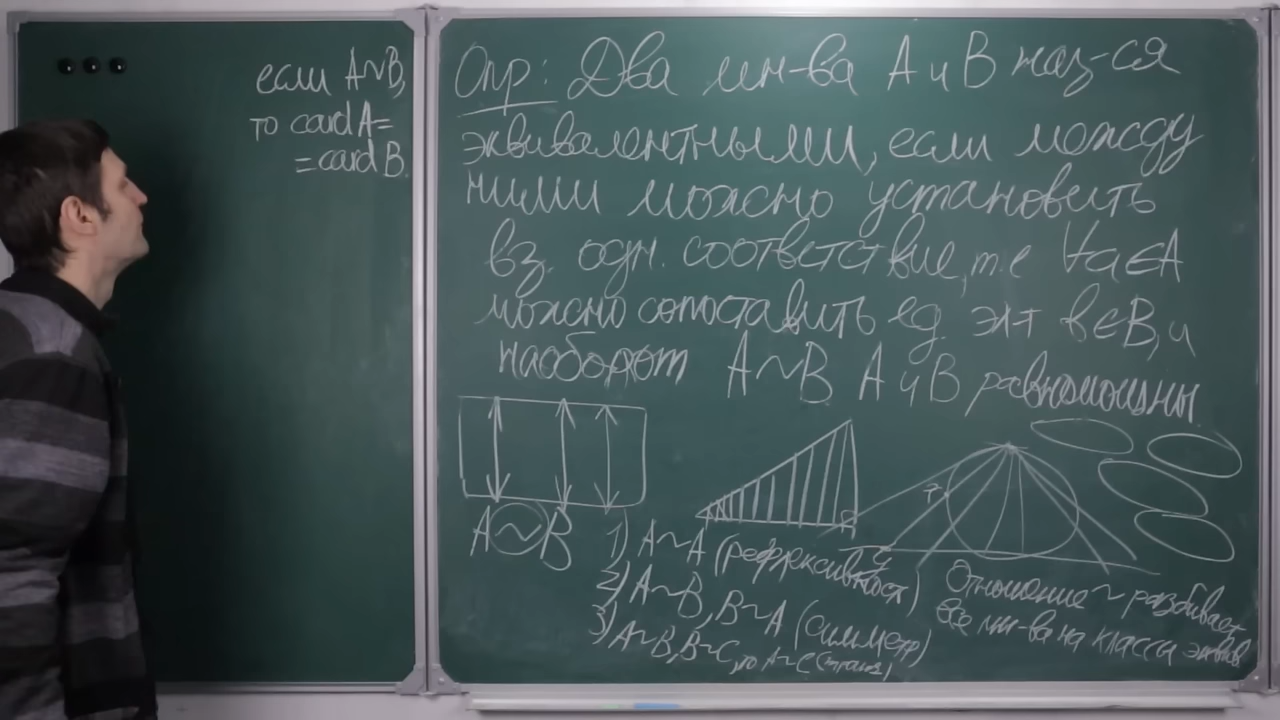 если A~B,
то card A=
=card B.
Опр: Два мн-ва A и B наз-ся
эквивалентными, если между
ними можно установить
вз. одн. соответствие, т.е ∀a∈A
можно сопоставить ед. эл-т b∈B, и
наоборот A~B A и B равномощны
A~B
1) A~A (рефлексивность)
2) A~B, B~A (симметр)
3) A~B, B~C, то A~C (транз)
x
y
Отношение ~ разбивает
все мн-ва на классы эквив